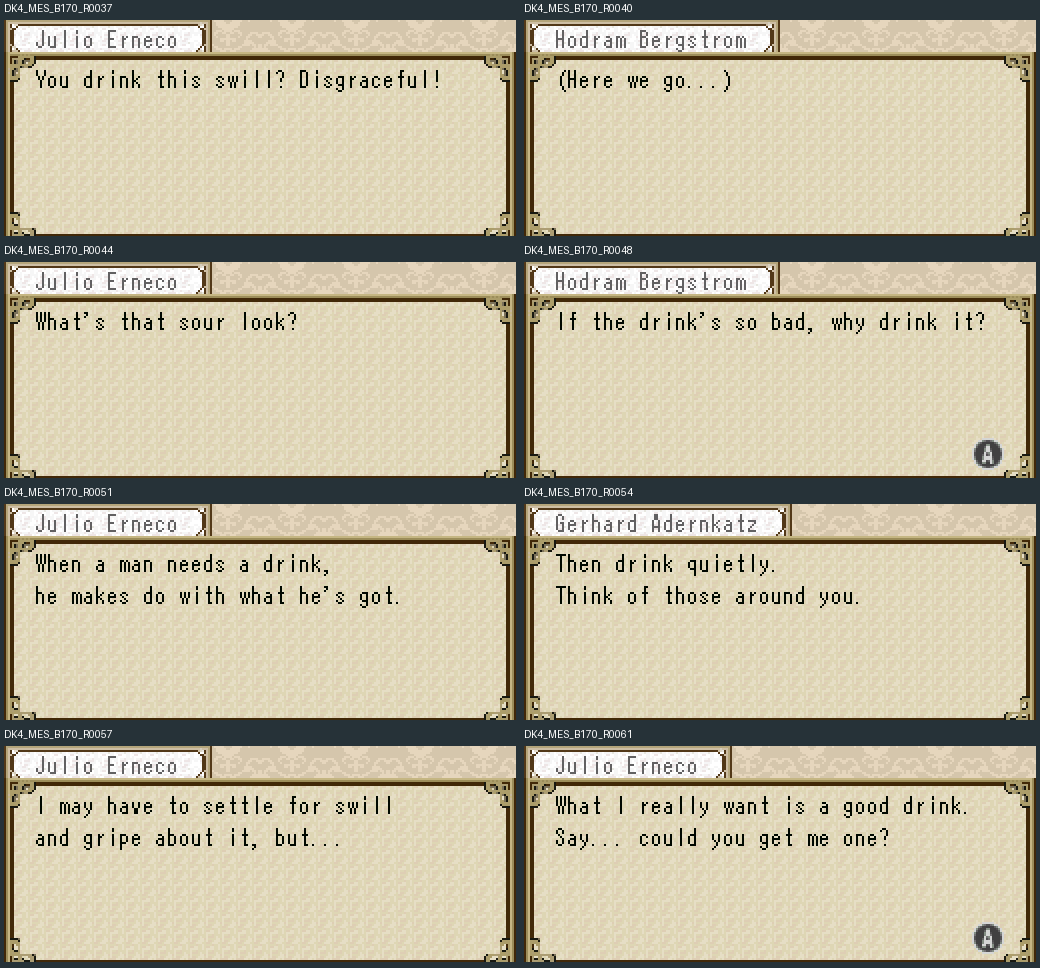 DK4_MES_B170_R0037
Julio Erneco
You drink this swill? Disgraceful!
DK4_MES_B170_R0040
Hodram Bergstrom
(Here we go...)
DK4_MES_B170_R0044
Julio Erneco
What's that sour look?
DK4_MES_B170_R0048
Hodram Bergstrom
If the drink's so bad, why drink it?
A
DK4_MES_B170_R0051
Julio Erneco
When a man needs a drink,
he makes do with what he's got.
DK4_MES_B170_R0054
Gerhard Adernkatz
Then drink quietly.
Think of those around you.
DK4_MES_B170_R0057
Julio Erneco
I may have to settle for swill
and gripe about it, but...
DK4_MES_B170_R0061
Julio Erneco
What I really want is a good drink.
Say... could you get me one?
A